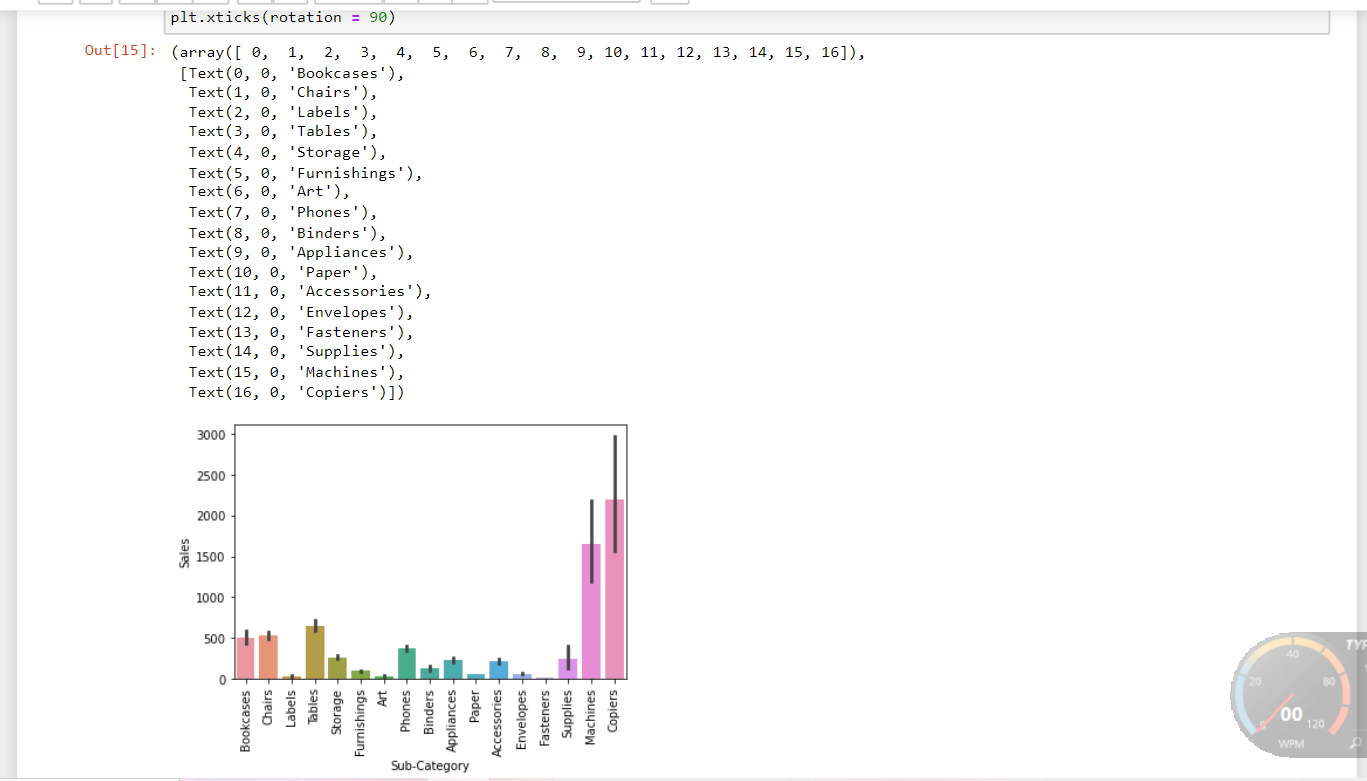 plt.xticks(rotation = 90)
Out[15]: (array([ 0,  1,  2,  3,  4,  5,  6,  7,  8,  9, 10, 11, 12, 13, 14, 15, 16]),
[Text(0, 0, 'Bookcases'),
Text(1, 0, 'Chairs'),
Text(2, 0, 'Labels'),
Text(3, 0, 'Tables'),
Text(4, 0, 'Storage'),
Text(5, 0, 'Furnishings'),
Text(6, 0, 'Art'),
Text(7, 0, 'Phones'),
Text(8, 0, 'Binders'),
Text(9, 0, 'Appliances'),
Text(10, 0, 'Paper'),
Text(11, 0, 'Accessories'),
Text(12, 0, 'Envelopes'),
Text(13, 0, 'Fasteners'),
Text(14, 0, 'Supplies'),
Text(15, 0, 'Machines'),
Text(16, 0, 'Copiers')])
3000
2500
2000
1500
1000
500
0
Sales
Bookcases
Chairs
Labels
Tables
Storage
Furnishings
Art
Phones
Binders
Appliances
Paper
Accessories
Envelopes
Fasteners
Supplies
Machines
Copiers
Sub-Category
40
20
80
00
120
WPM